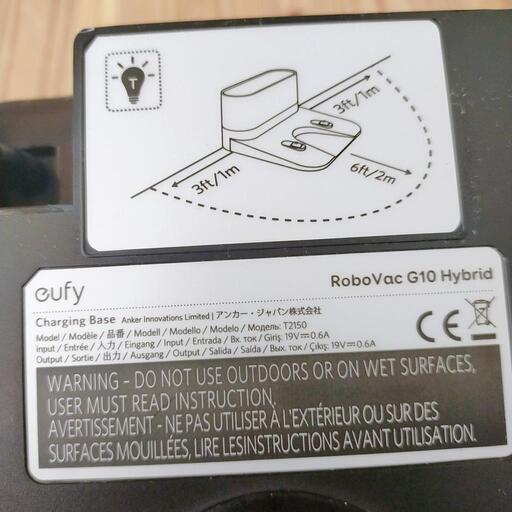 T
3ft/1m
3ft/1m
6ft/2m
eufy
RoboVac G10 Hybrid
Charging Base Anker Innovations Limited | アンカー・ジャパン株式会社
Model / Modèle / 品番 / Modell / Modello / Modelo / Модель: T2150
Input / Entrée / 入力 / Eingang / Input / Entrada / Вх. ток / Giriş: 19V⎓0.6A
Output / Sortie / 出力 / Ausgang / Output / Salida / Saída / Вых. ток / Çıkış: 19V⎓0.6A
CE
WARNING - DO NOT USE OUTDOORS OR ON WET SURFACES,
USER MUST READ INSTRUCTION.
AVERTISSEMENT - NE PAS UTILISER À L'EXTÉRIEUR OU SUR DES
SURFACES MOUILLÉES, LIRE LESINSTRUCTIONS AVANT UTILISATION.